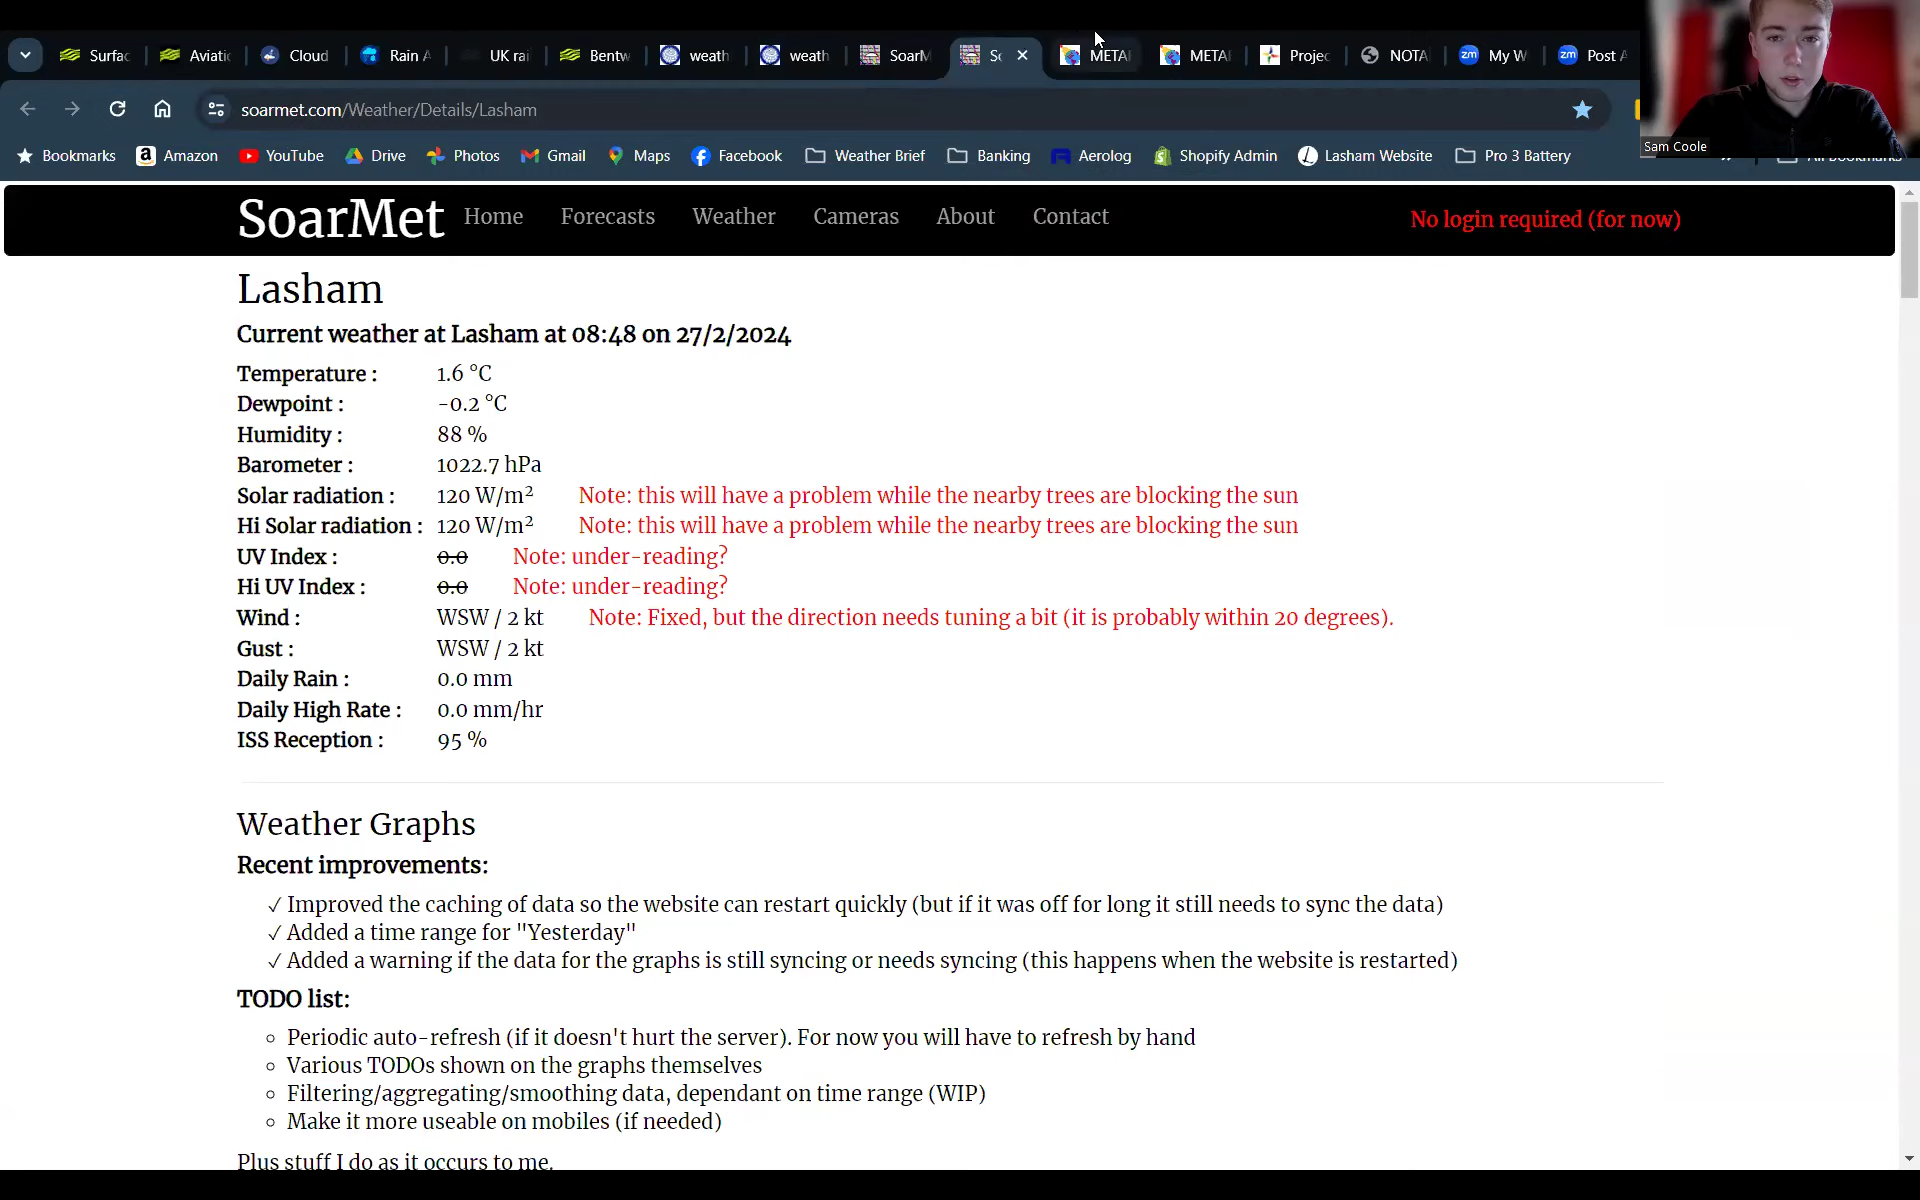 Surfac
Aviatic
Cloud
Rain A
UK rai
Bentw
weath
weath
SoarM
So
METAI
METAI
Projec
NOTA
My W
Post A
soarmet.com/Weather/Details/Lasham
Bookmarks
Amazon
YouTube
Drive
Photos
Gmail
Maps
Facebook
Weather Brief
Banking
Aerolog
Shopify Admin
Lasham Website
Pro 3 Battery
All Bookmarks
Sam Coole
SoarMet Home Forecasts Weather Cameras About Contact No login required (for now)
Lasham
Current weather at Lasham at 08:48 on 27/2/2024
Temperature : 1.6 °C
Dewpoint : -0.2 °C
Humidity : 88 %
Barometer : 1022.7 hPa
Solar radiation : 120 W/m² Note: this will have a problem while the nearby trees are blocking the sun
Hi Solar radiation : 120 W/m² Note: this will have a problem while the nearby trees are blocking the sun
UV Index : 0.0 Note: under-reading?
Hi UV Index : 0.0 Note: under-reading?
Wind : WSW / 2 kt Note: Fixed, but the direction needs tuning a bit (it is probably within 20 degrees).
Gust : WSW / 2 kt
Daily Rain : 0.0 mm
Daily High Rate : 0.0 mm/hr
ISS Reception : 95 %
Weather Graphs
Recent improvements:
✓ Improved the caching of data so the website can restart quickly (but if it was off for long it still needs to sync the data)
✓ Added a time range for "Yesterday"
✓ Added a warning if the data for the graphs is still syncing or needs syncing (this happens when the website is restarted)
TODO list:
Periodic auto-refresh (if it doesn't hurt the server). For now you will have to refresh by hand
Various TODOs shown on the graphs themselves
Filtering/aggregating/smoothing data, dependant on time range (WIP)
Make it more useable on mobiles (if needed)
Plus stuff I do as it occurs to me.